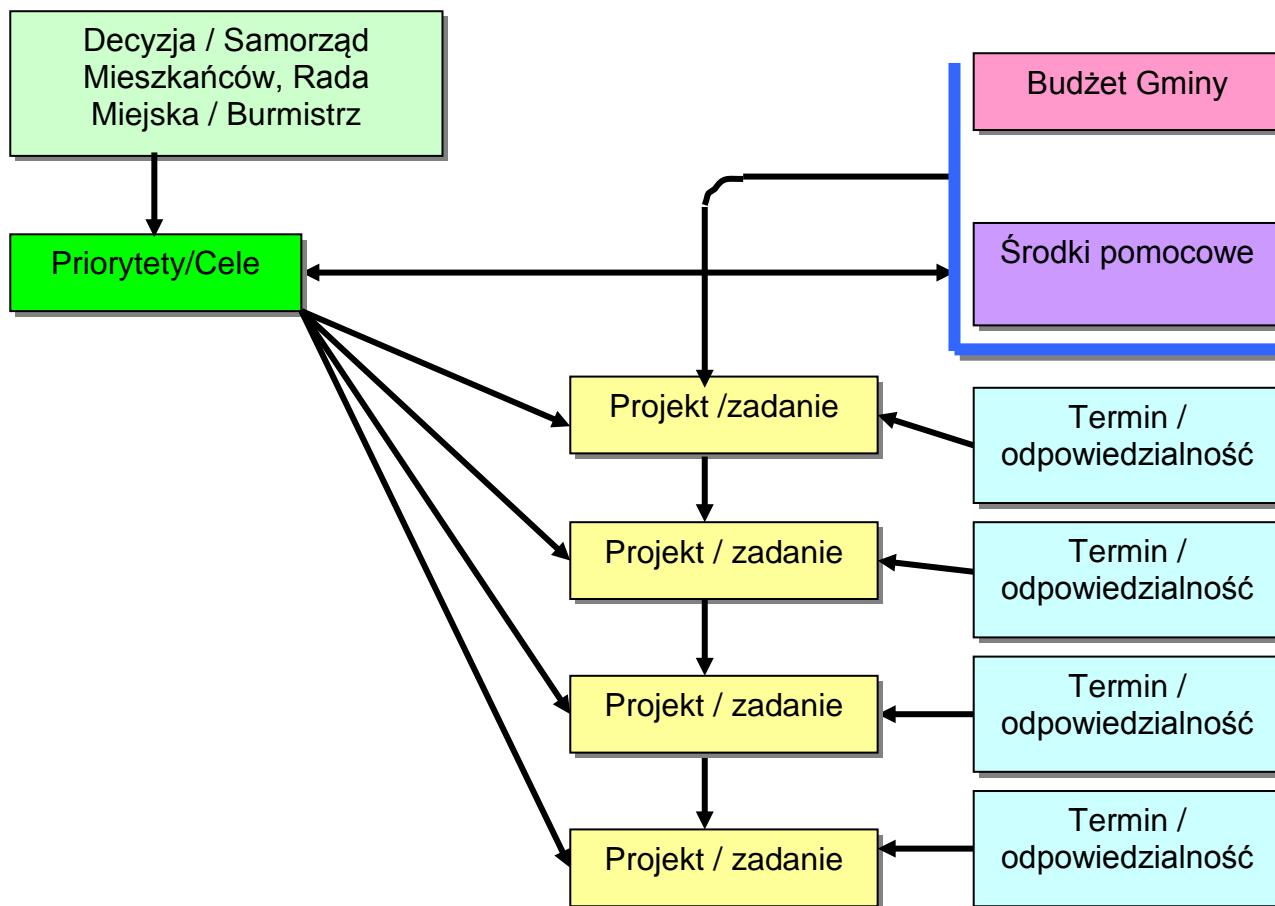 Decyzja / Samorząd
Mieszkańców, Rada
Miejska / Burmistrz
Budżet Gminy
Priorytety/Cele
Środki pomocowe
Projekt /zadanie
Termin /
odpowiedzialność
Projekt / zadanie
Termin /
odpowiedzialność
Projekt / zadanie
Termin /
odpowiedzialność
Projekt / zadanie
Termin /
odpowiedzialność